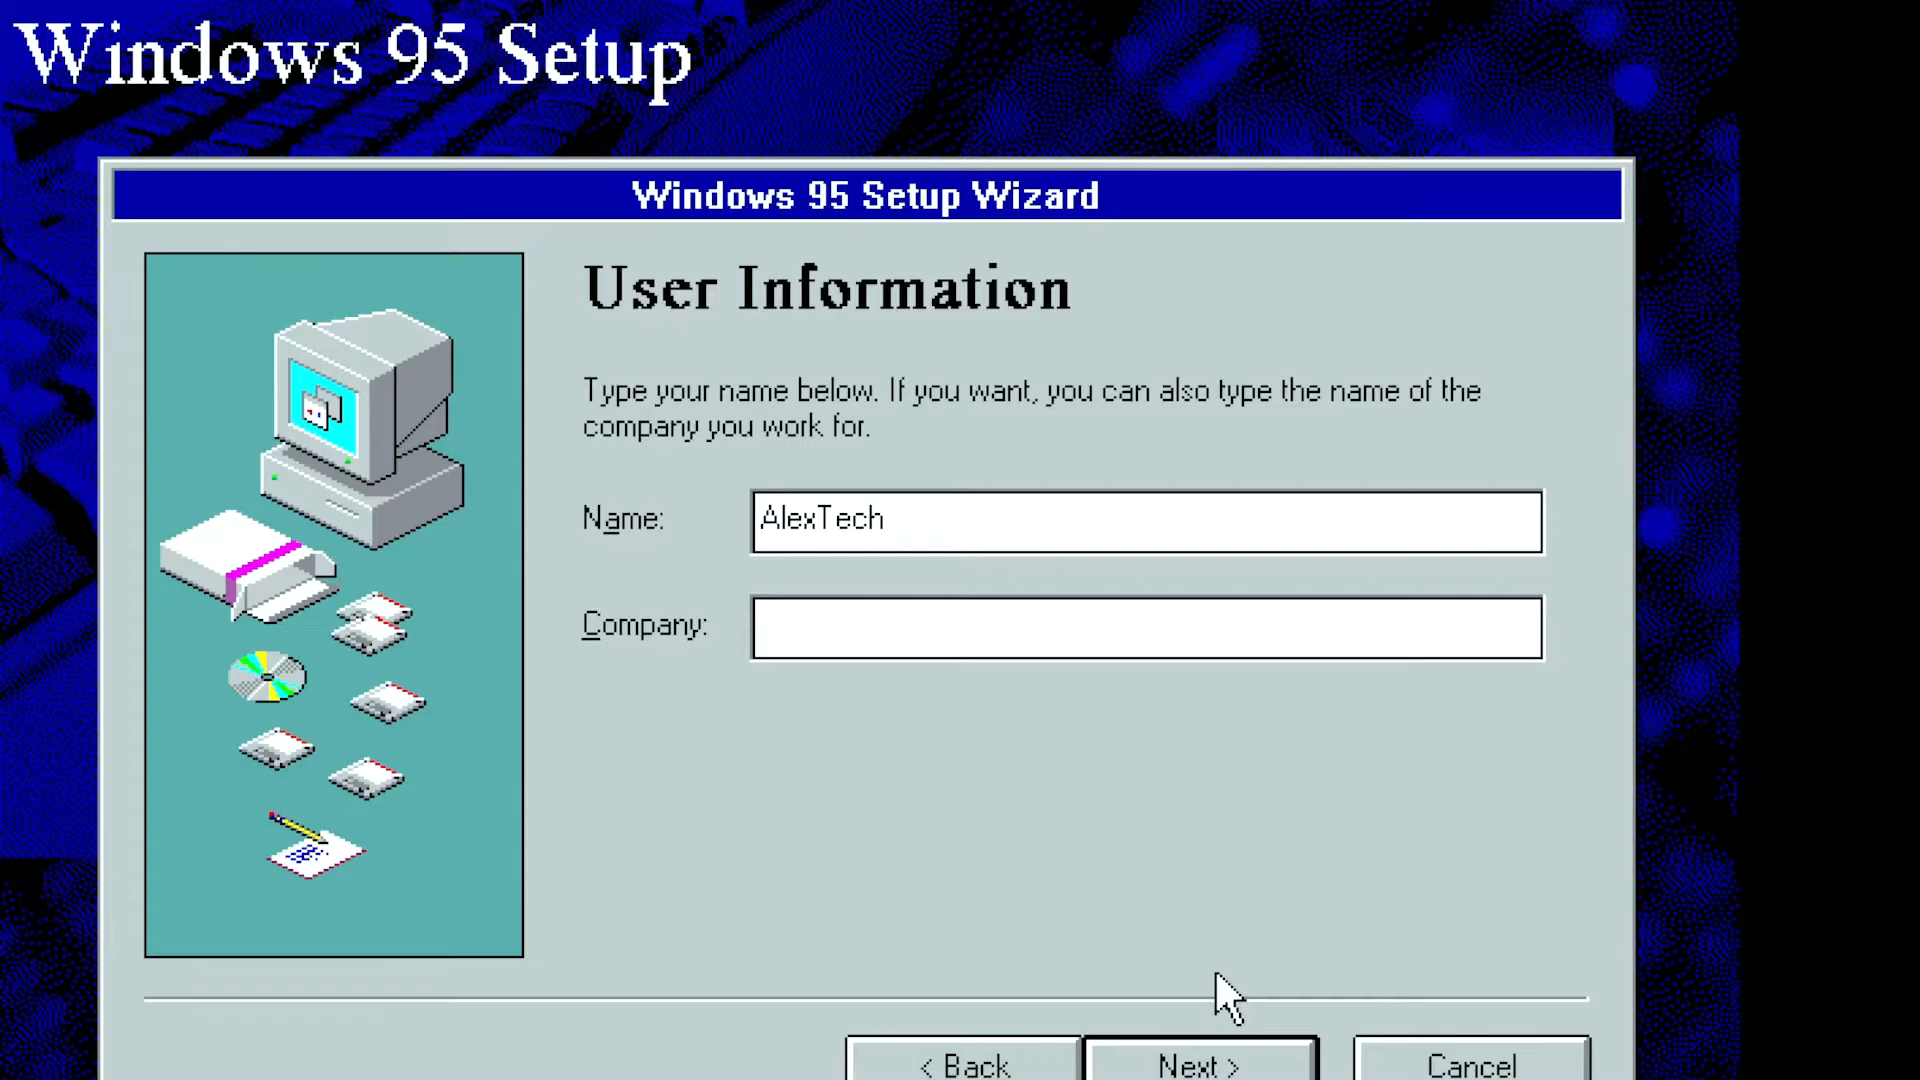 Windows 95 Setup
Windows 95 Setup Wizard
User Information
Type your name below. If you want, you can also type the name of the
company you work for.
Name: AlexTech
Company:
< Back Next > Cancel